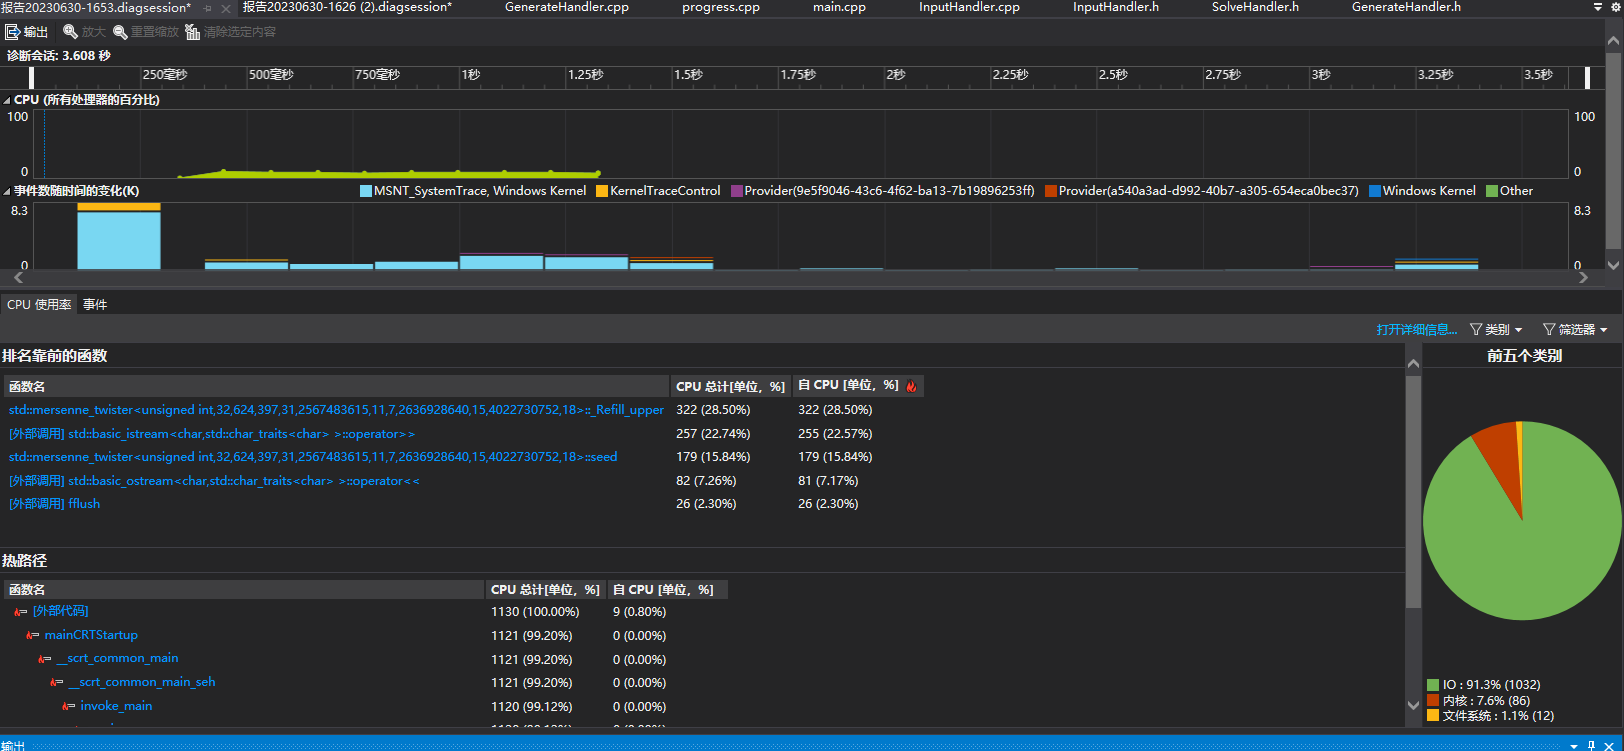 报告20230630-1653.diagsession* 报告20230630-1626 (2).diagsession* GenerateHandler.cpp progress.cpp main.cpp InputHandler.cpp InputHandler.h SolveHandler.h GenerateHandler.h
输出 放大 重置缩放 清除选定内容
诊断会话: 3.608 秒
250毫秒 500毫秒 750毫秒 1秒 1.25秒 1.5秒 1.75秒 2秒 2.25秒 2.5秒 2.75秒 3秒 3.25秒 3.5秒
CPU (所有处理器的百分比)
100 100
0 0
事件数随时间的变化(K) MSNT_SystemTrace, Windows Kernel KernelTraceControl Provider(9e5f9046-43c6-4f62-ba13-7b19896253ff) Provider(a540a3ad-d992-40b7-a305-654eca0bec37) Windows Kernel Other
8.3 8.3
0 0
CPU 使用率 事件
打开详细信息... 类别 筛选器
排名靠前的函数
函数名 CPU 总计[单位, %] 自 CPU [单位, %]
std::mersenne_twister<unsigned int,32,624,397,31,2567483615,11,7,2636928640,15,4022730752,18>::_Refill_upper 322 (28.50%) 322 (28.50%)
[外部调用] std::basic_istream<char,std::char_traits<char> >::operator>> 257 (22.74%) 255 (22.57%)
std::mersenne_twister<unsigned int,32,624,397,31,2567483615,11,7,2636928640,15,4022730752,18>::seed 179 (15.84%) 179 (15.84%)
[外部调用] std::basic_ostream<char,std::char_traits<char> >::operator<< 82 (7.26%) 81 (7.17%)
[外部调用] fflush 26 (2.30%) 26 (2.30%)
热路径
函数名 CPU 总计[单位, %] 自 CPU [单位, %]
[外部代码] 1130 (100.00%) 9 (0.80%)
mainCRTStartup 1121 (99.20%) 0 (0.00%)
__scrt_common_main 1121 (99.20%) 0 (0.00%)
__scrt_common_main_seh 1121 (99.20%) 0 (0.00%)
invoke_main 1120 (99.12%) 0 (0.00%)
前五个类别
IO : 91.3% (1032)
内核 : 7.6% (86)
文件系统 : 1.1% (12)
输出